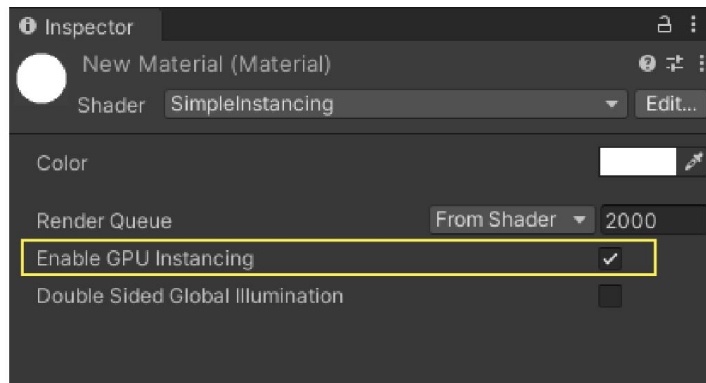 Inspector
New Material (Material)
Shader SimpleInstancing Edit...
Color
Render Queue From Shader 2000
Enable GPU Instancing
Double Sided Global Illumination